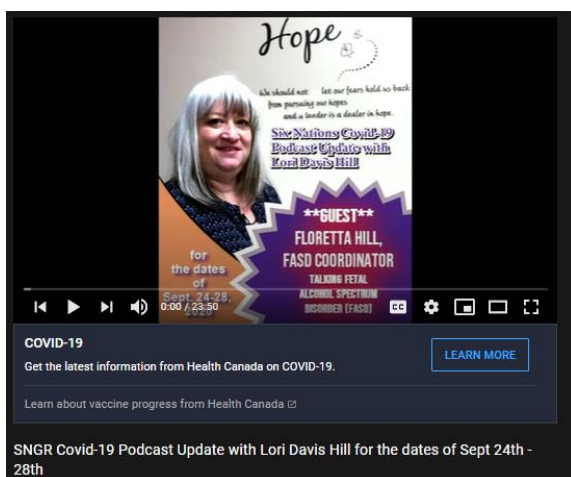 Hope
We should not let our fears hold us back
from pursuing our hopes
and a leader is a dealer in hope.
Six Nations Covid-19
Podcast Update with
Lori Davis Hill
**GUEST**
FLORETTA HILL,
FASD COORDINATOR
TALKING FETAL
ALCOHOL SPECTRUM
DISORDER (FASD)
for
the dates
of
Sept. 24-28,
2020
0:00 / 23:50
CC
COVID-19
Get the latest information from Health Canada on COVID-19.
LEARN MORE
Learn about vaccine progress from Health Canada
SNGR Covid-19 Podcast Update with Lori Davis Hill for the dates of Sept 24th -
28th